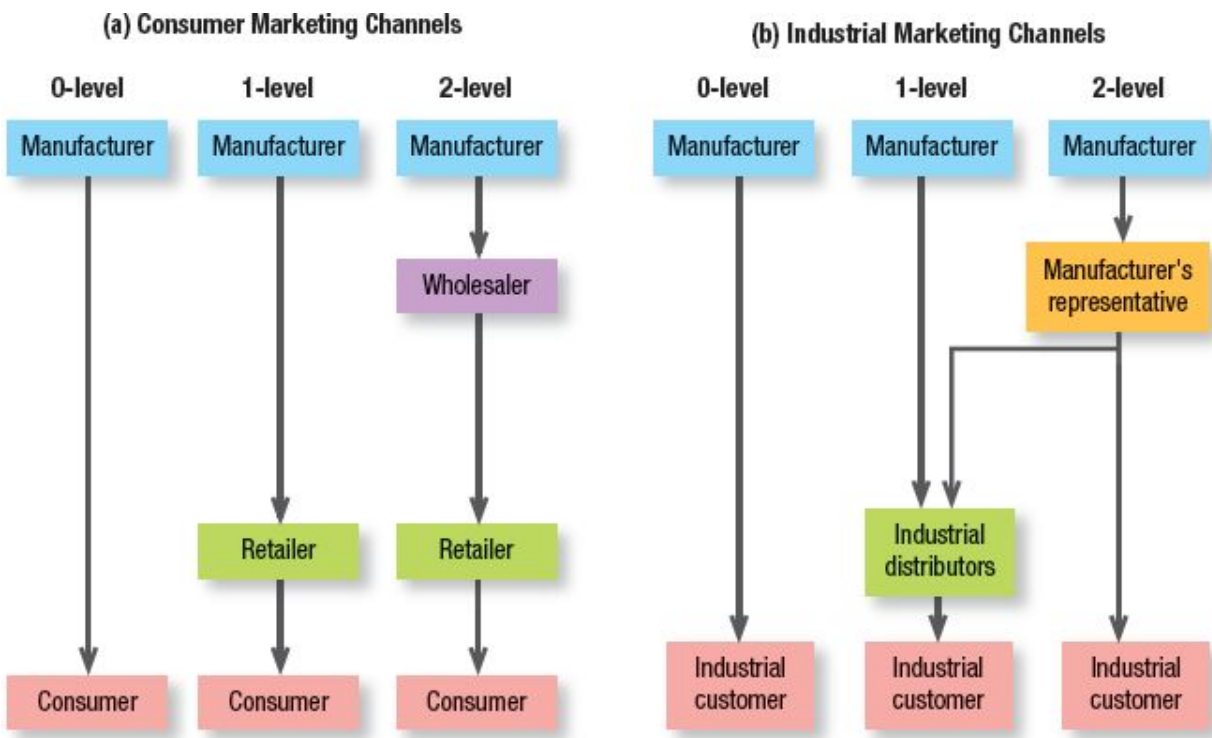 (a) Consumer Marketing Channels
0-level
1-level
2-level
Manufacturer
Manufacturer
Manufacturer
Wholesaler
Retailer
Retailer
Consumer
Consumer
Consumer
(b) Industrial Marketing Channels
0-level
1-level
2-level
Manufacturer
Manufacturer
Manufacturer
Manufacturer's
representative
Industrial
distributors
Industrial
customer
Industrial
customer
Industrial
customer